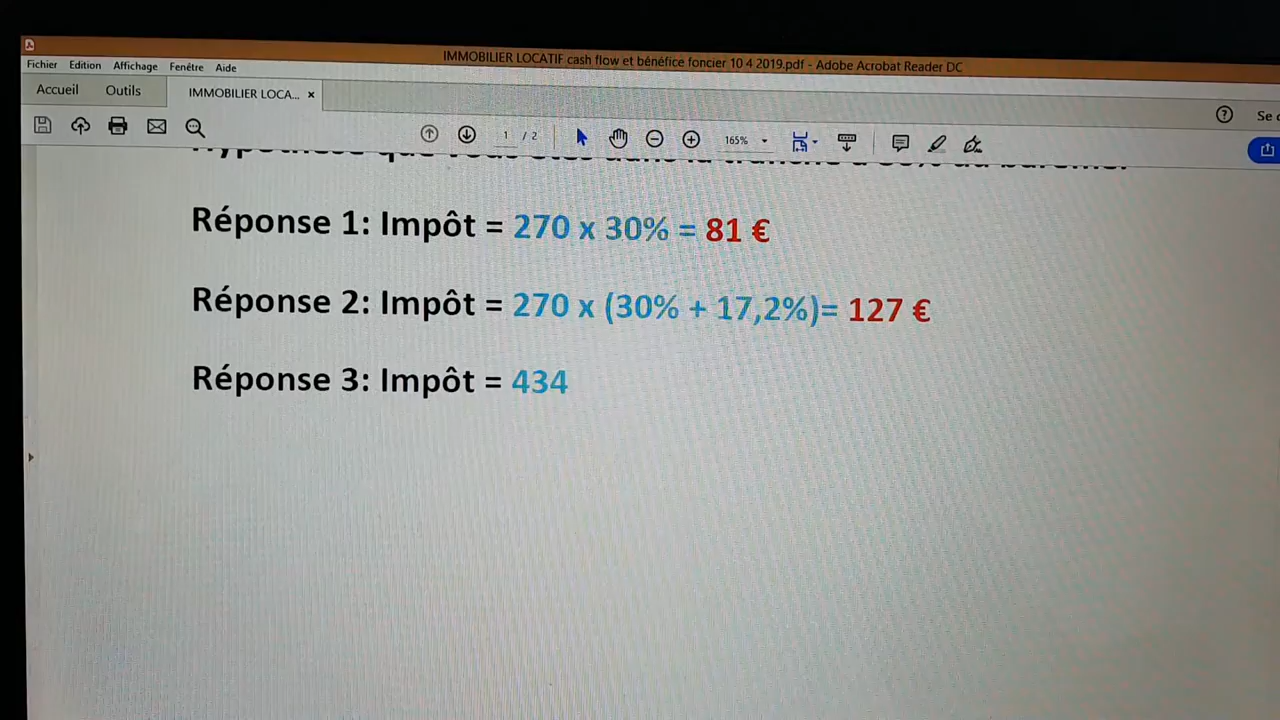 IMMOBILIER LOCATIF cash flow et bénéfice foncier 10 4 2019.pdf - Adobe Acrobat Reader DC
Fichier Edition Affichage Fenêtre Aide
Accueil Outils IMMOBILIER LOCA... ×
1 / 2 165% Se c
Réponse 1: Impôt = 270 x 30% = 81 €
Réponse 2: Impôt = 270 x (30% + 17,2%)= 127 €
Réponse 3: Impôt = 434